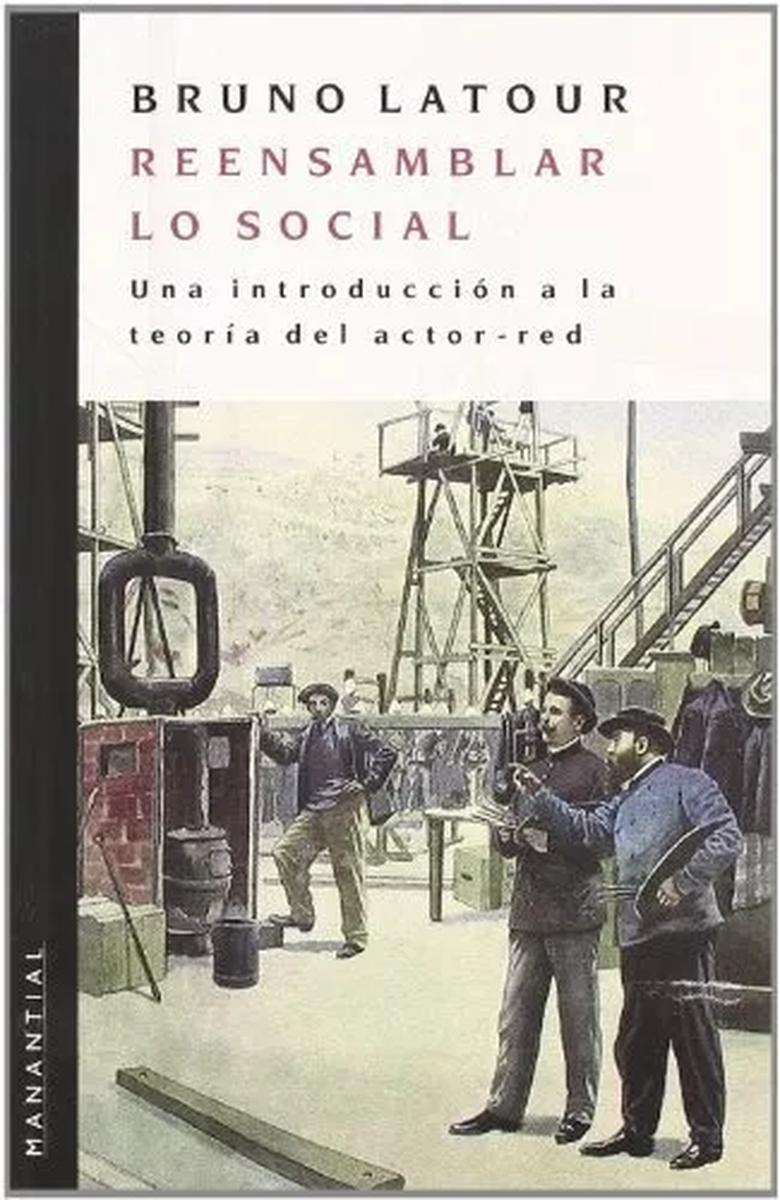 BRUNO LATOUR
REENSAMBLAR
LO SOCIAL
Una introducción a la
teoría del actor-red
MANANTIAL